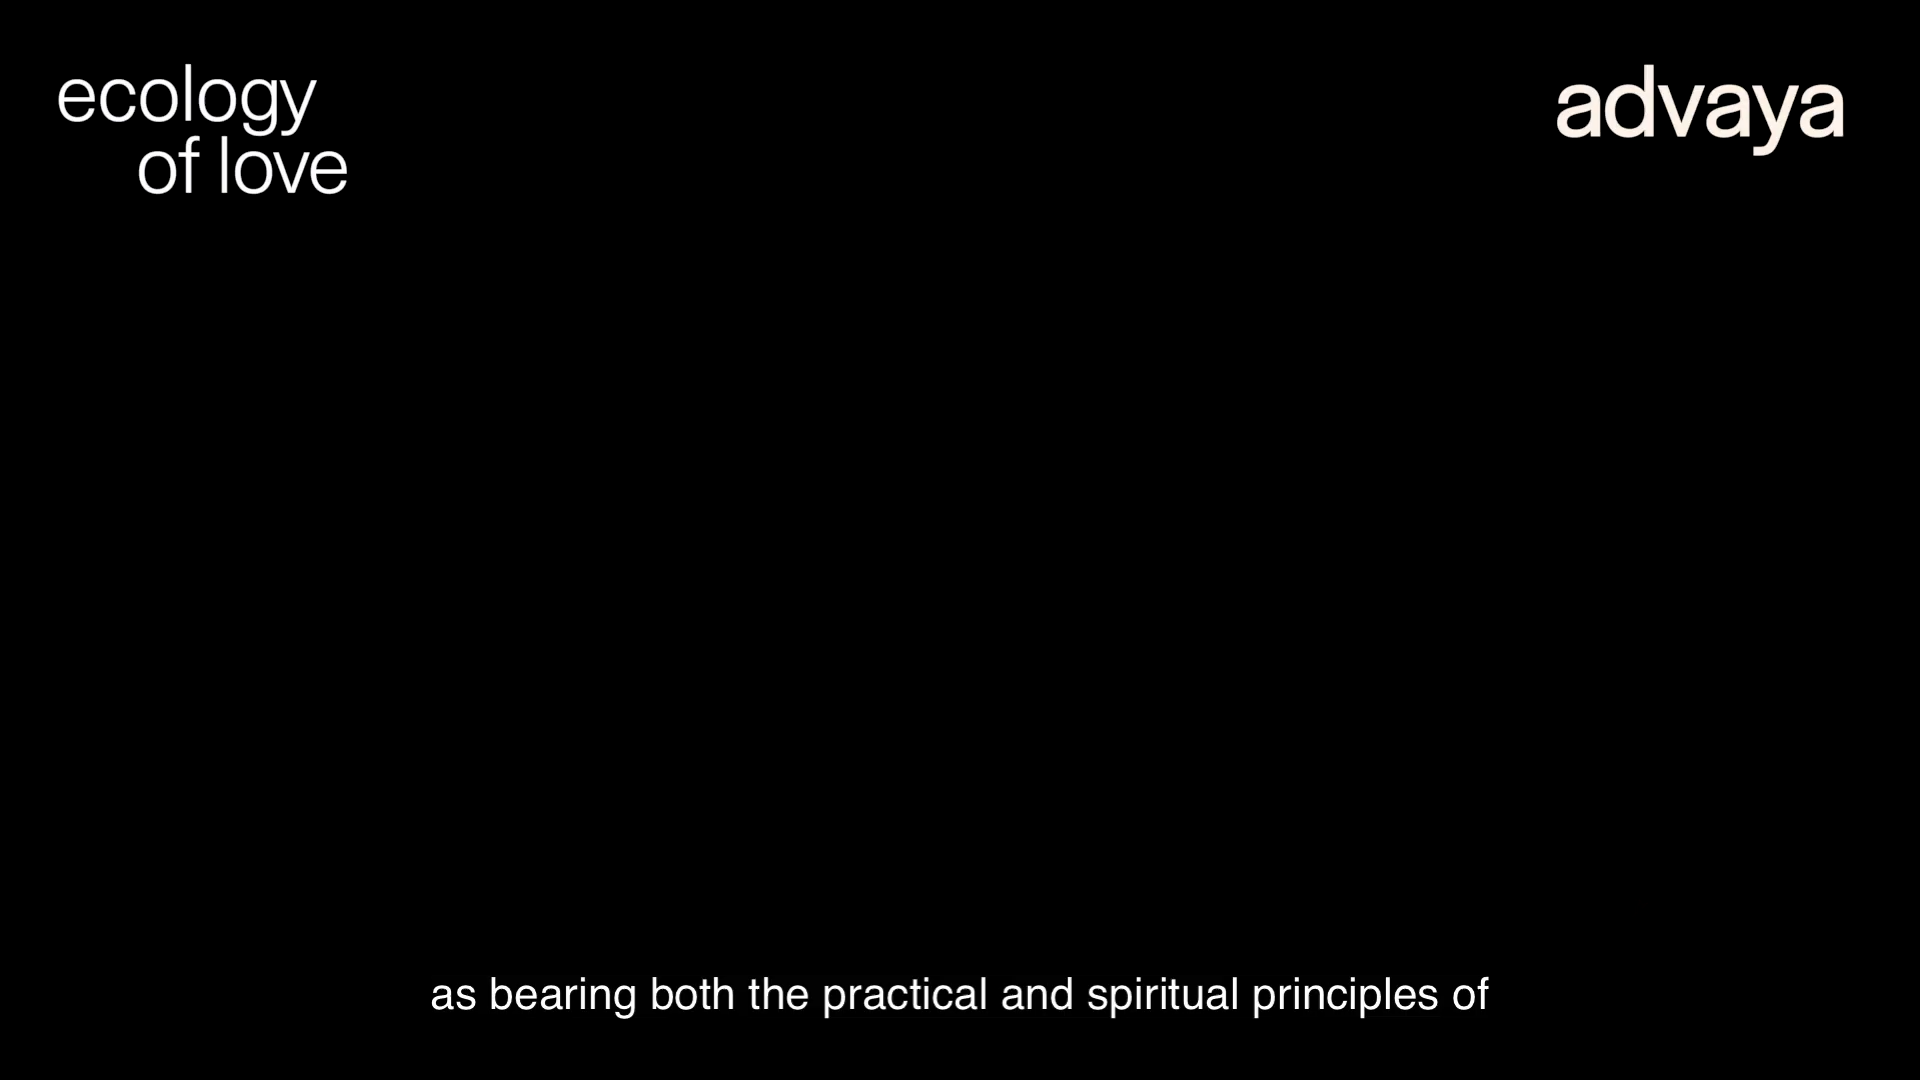 ecology
of love
advaya
as bearing both the practical and spiritual principles of